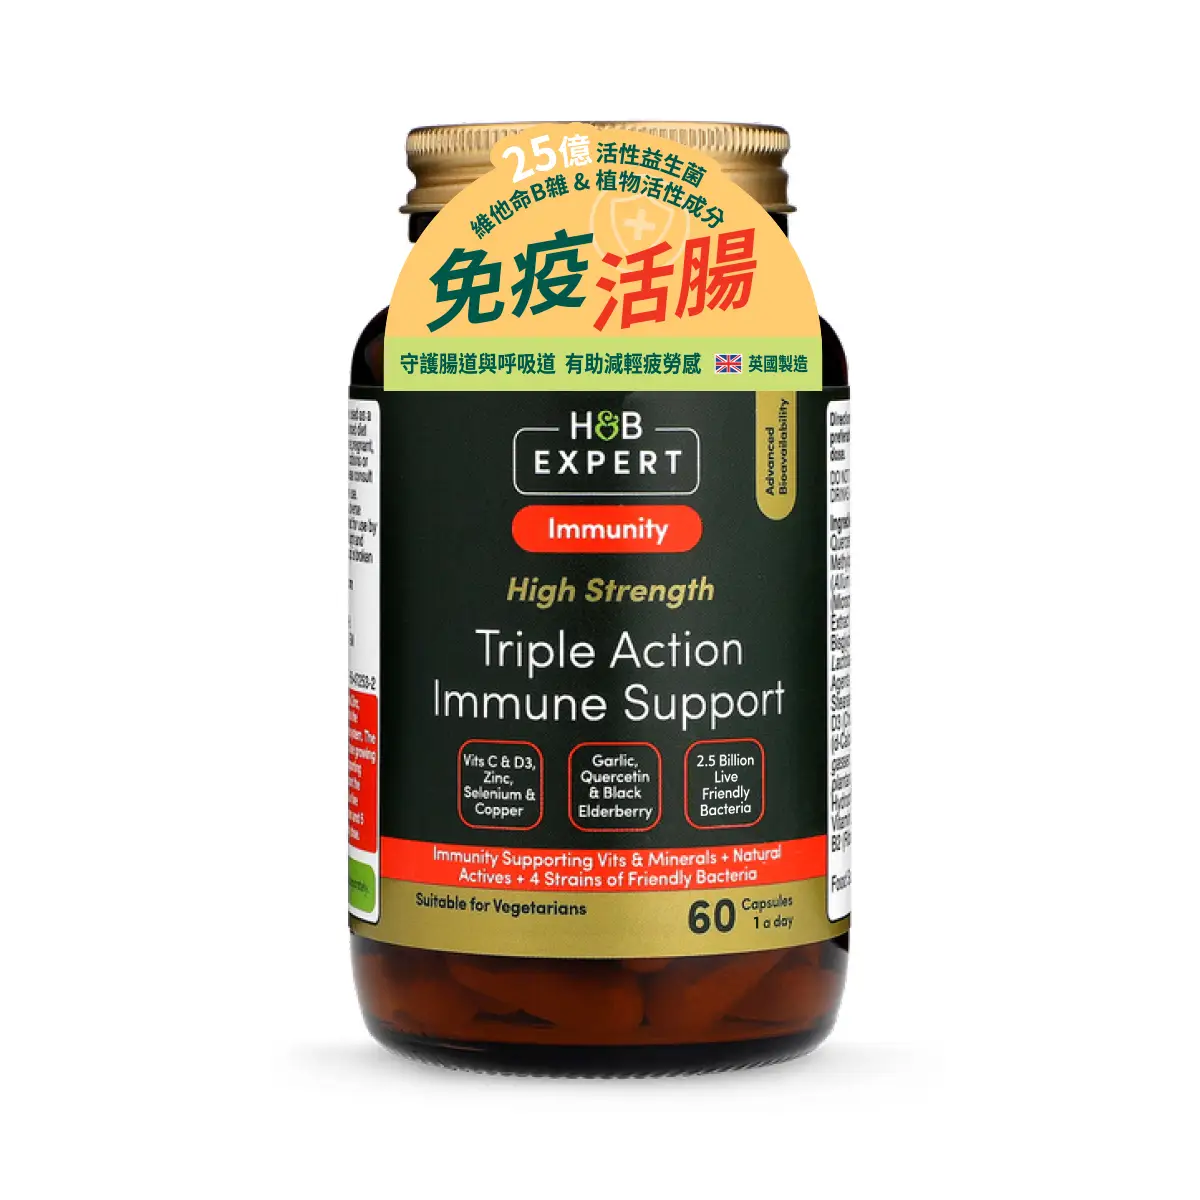 25億活性益生菌
維他命B雜 & 植物活性成分
免疫活腸
守護腸道與呼吸道 有助減輕疲勞感 英國製造
H&B
EXPERT
Advanced
Bioavailability
Immunity
High Strength
Triple Action
Immune Support
Vits C & D3,
Zinc,
Selenium &
Copper
Garlic,
Quercetin
& Black
Elderberry
2.5 Billion
Live
Friendly
Bacteria
Immunity Supporting Vits & Minerals + Natural
Actives + 4 Strains of Friendly Bacteria
Suitable for Vegetarians
60 Capsules
1 a day